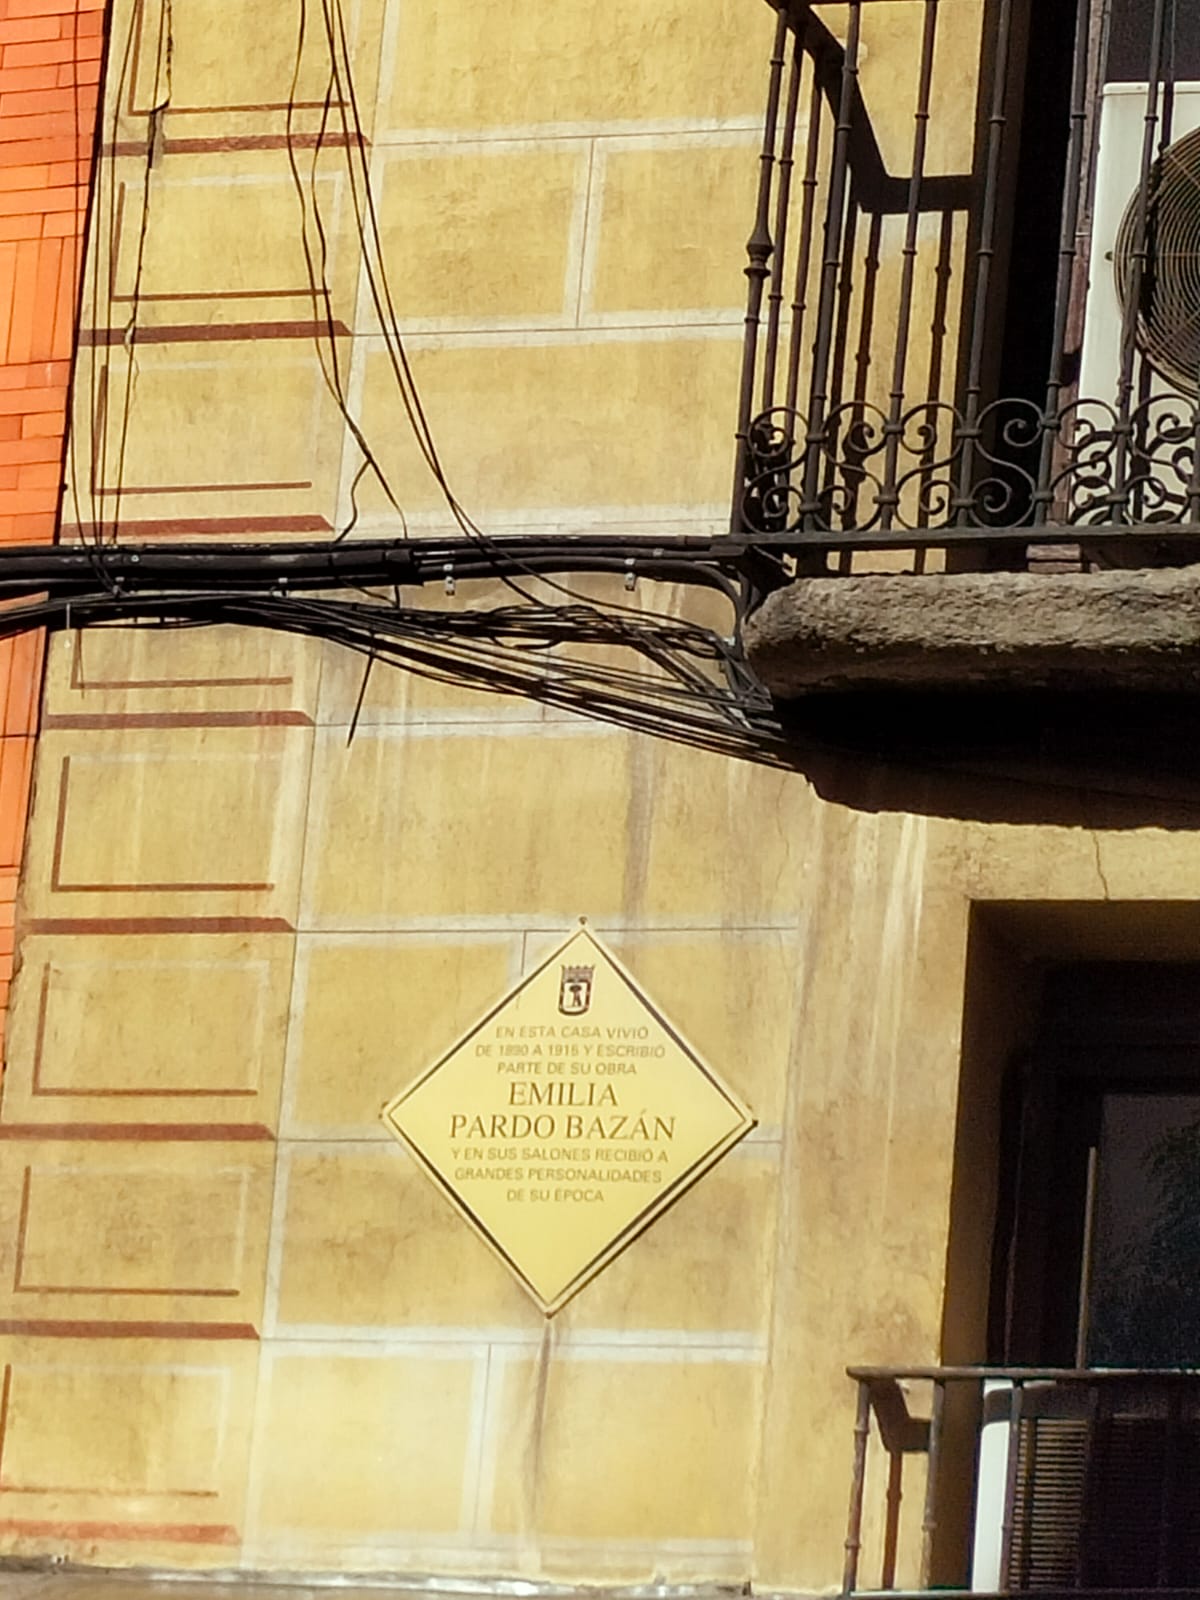 EN ESTA CASA VIVIÓ
DE 1890 A 1915 Y ESCRIBIÓ
PARTE DE SU OBRA
EMILIA
PARDO BAZÁN
Y EN SUS SALONES RECIBIÓ A
GRANDES PERSONALIDADES
DE SU ÉPOCA